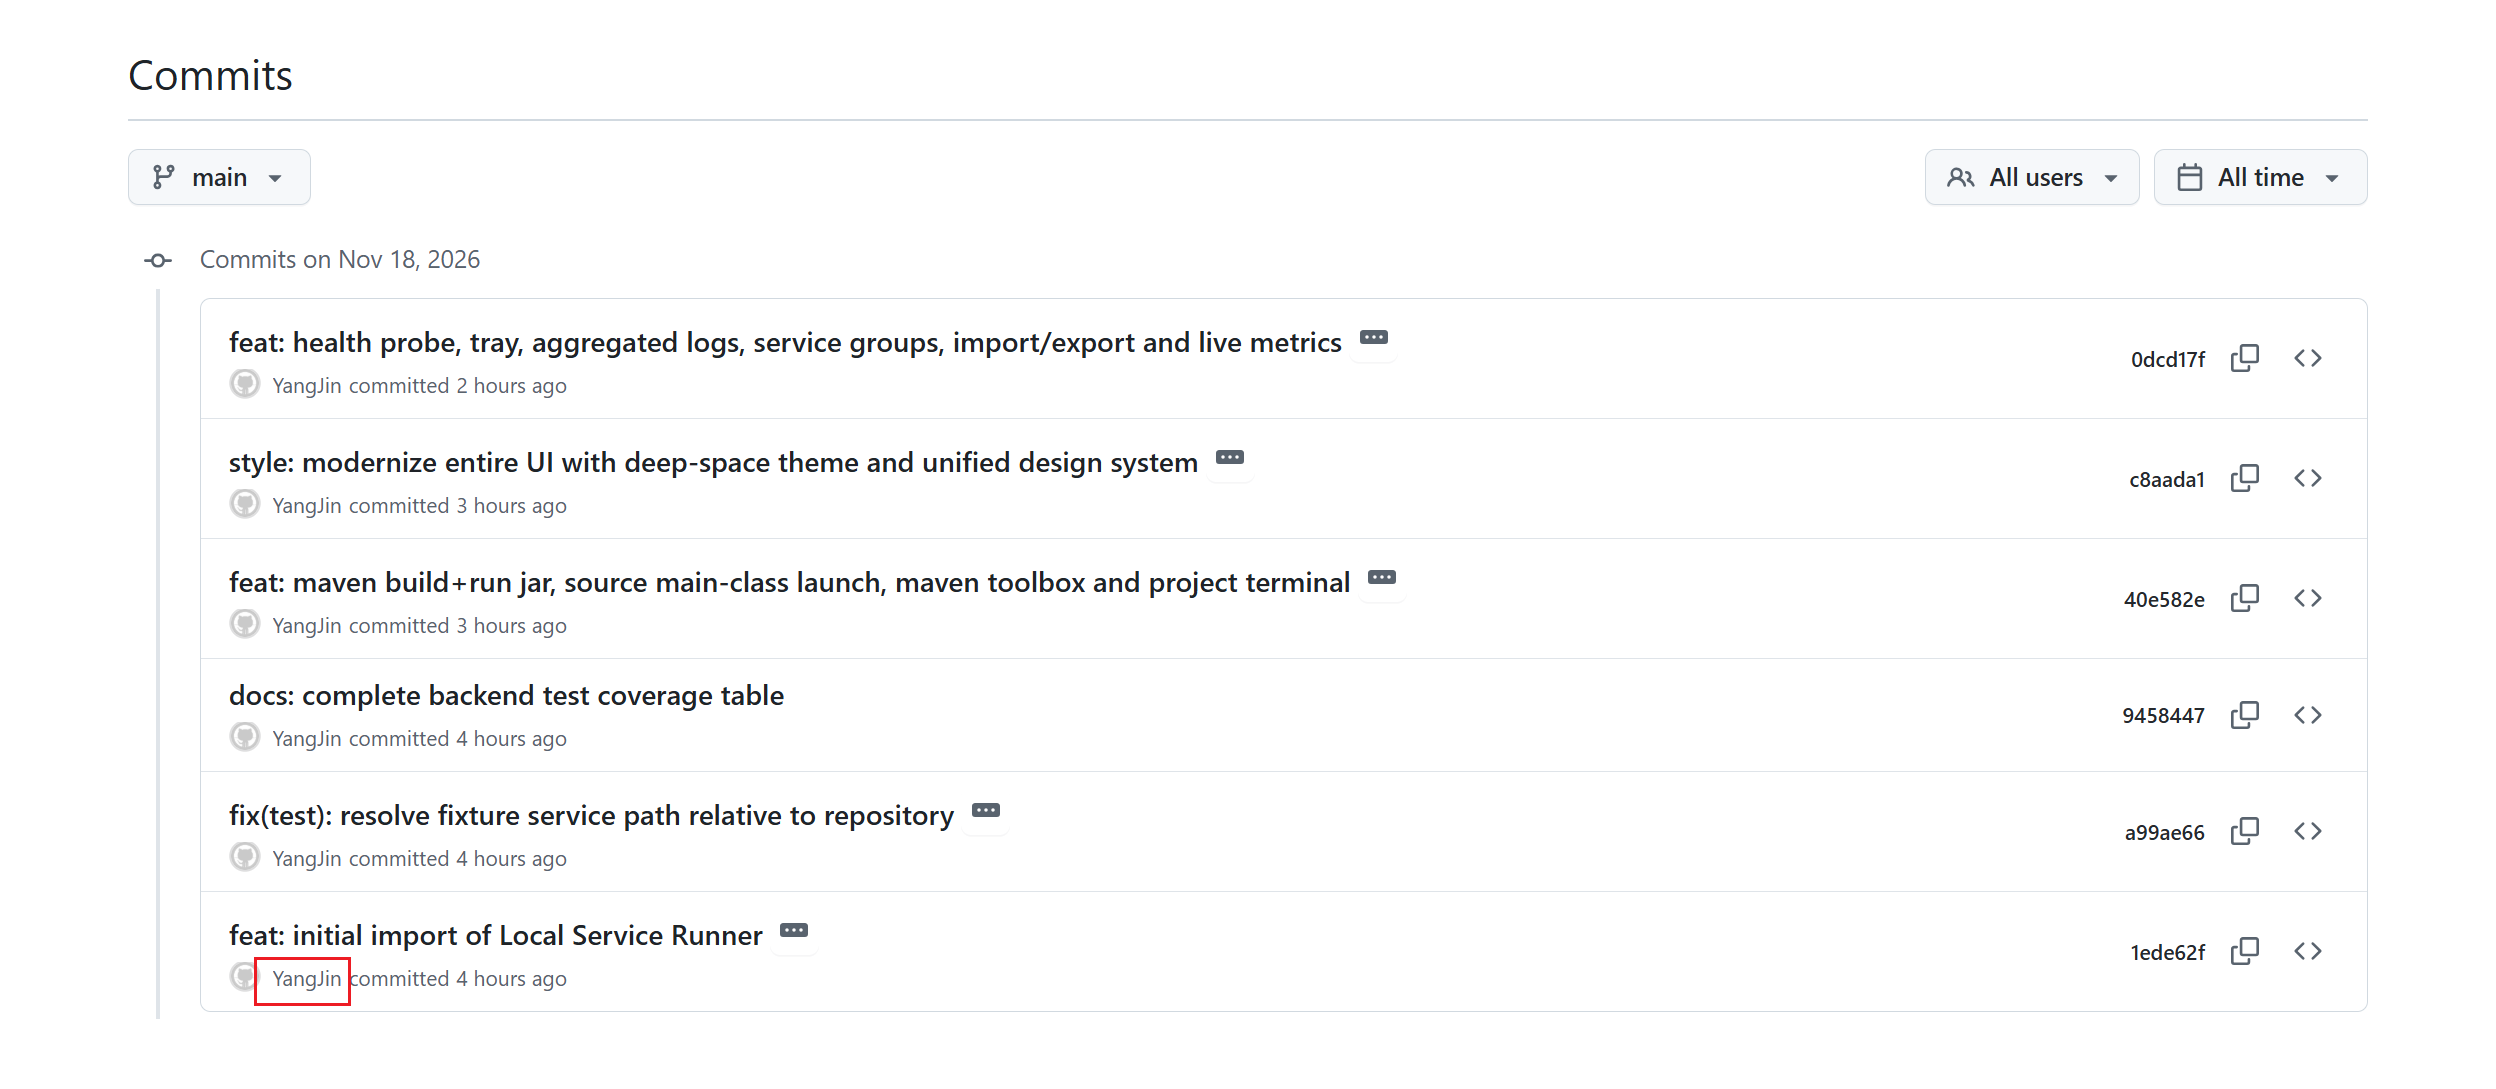 Commits
main
All users
All time
Commits on Nov 18, 2026
feat: health probe, tray, aggregated logs, service groups, import/export and live metrics
0dcd17f
YangJin committed 2 hours ago
style: modernize entire UI with deep-space theme and unified design system
c8aada1
YangJin committed 3 hours ago
feat: maven build+run jar, source main-class launch, maven toolbox and project terminal
40e582e
YangJin committed 3 hours ago
docs: complete backend test coverage table
9458447
YangJin committed 4 hours ago
fix(test): resolve fixture service path relative to repository
a99ae66
YangJin committed 4 hours ago
feat: initial import of Local Service Runner
1ede62f
YangJin committed 4 hours ago